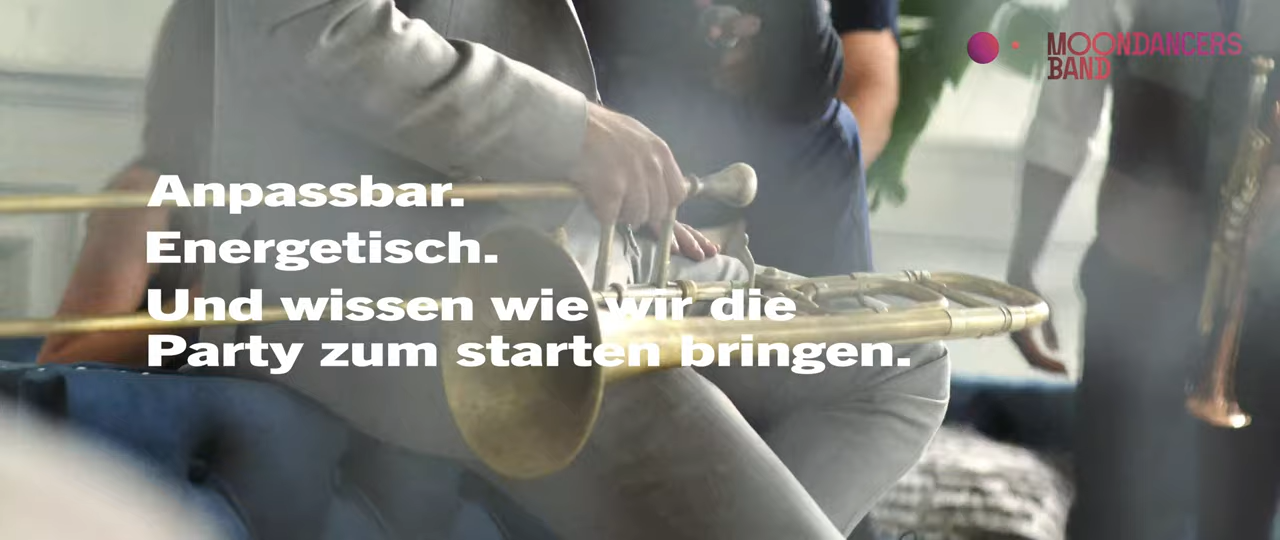 MOONDANCERS
BAND
Anpassbar.
Energetisch.
Und wissen wie wir die
Party zum starten bringen.